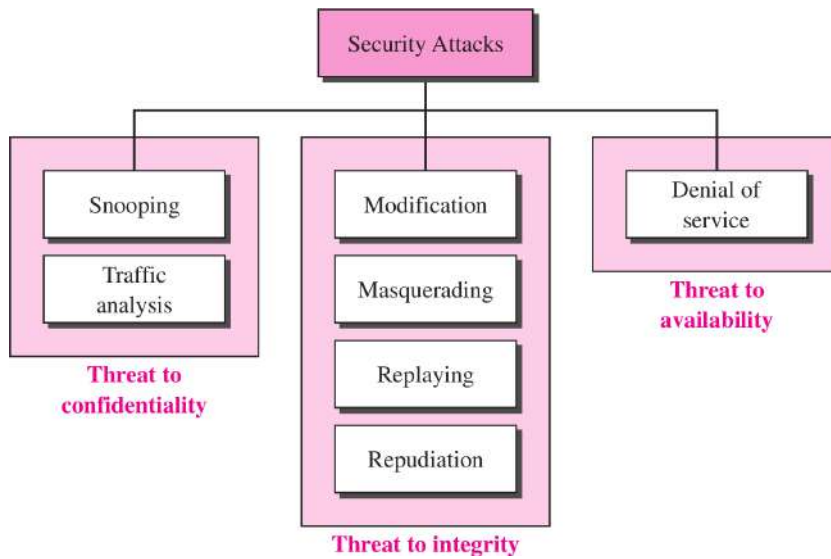 Security Attacks
Snooping
Traffic
analysis
Threat to
confidentiality
Modification
Masquerading
Replaying
Repudiation
Threat to integrity
Denial of
service
Threat to
availability